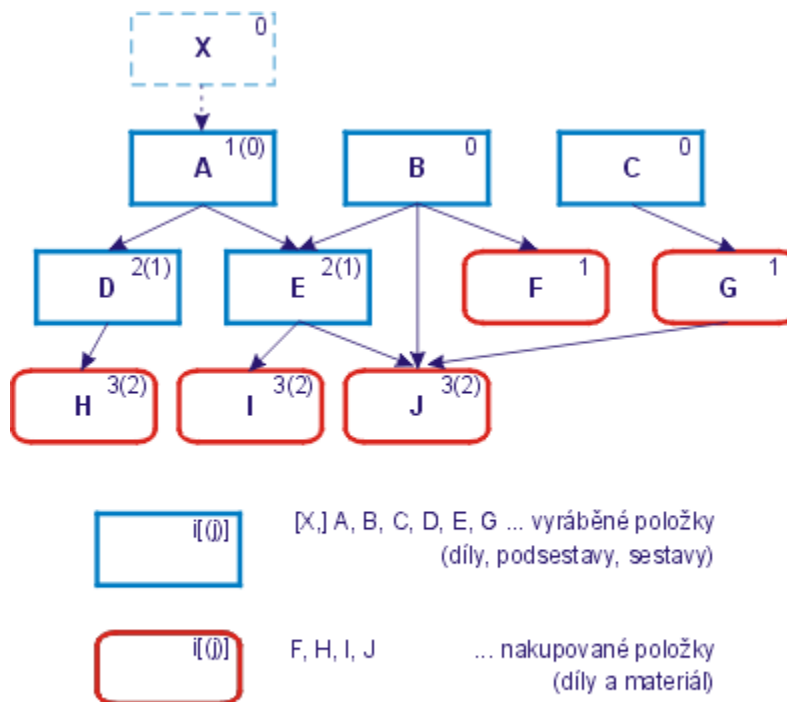 0
X
1(0)
A
0
B
0
C
2(1)
D
2(1)
E
1
F
1
G
3(2)
H
3(2)
I
3(2)
J
i[(j)]
[X,] A, B, C, D, E, G ... vyráběné položky
(díly, podsestavy, sestavy)
i[(j)]
F, H, I, J ... nakupované položky
(díly a materiál)